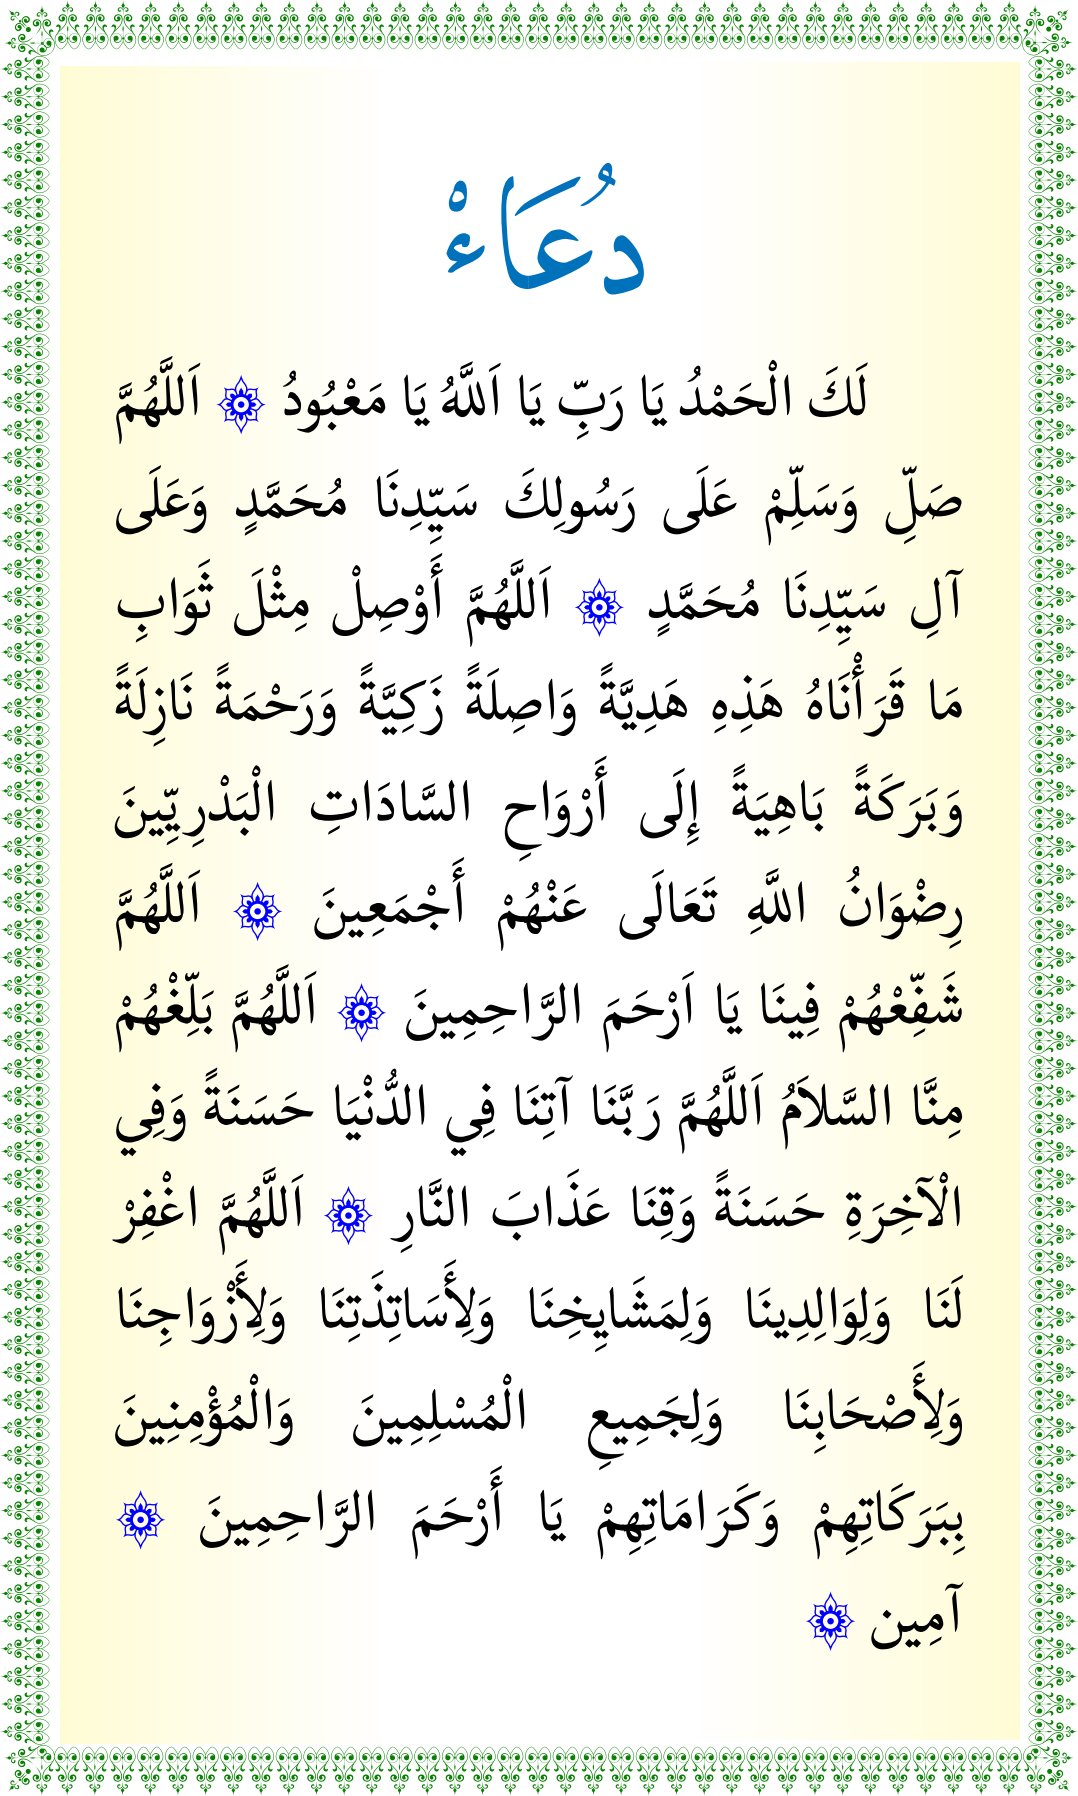 دُعَاءْ
لَكَ الْحَمْدُ يَا رَبِّ يَا اَللَّهُ يَا مَعْبُودُ ۞ اَللَّهُمَّ
صَلِّ وَسَلِّمْ عَلَى رَسُولِكَ سَيِّدِنَا مُحَمَّدٍ وَعَلَى
آلِ سَيِّدِنَا مُحَمَّدٍ ۞ اَللَّهُمَّ أَوْصِلْ مِثْلَ ثَوَابِ
مَا قَرَأْنَاهُ هَذِهِ هَدِيَّةً وَاصِلَةً زَكِيَّةً وَرَحْمَةً نَازِلَةً
وَبَرَكَةً بَاهِيَةً إِلَى أَرْوَاحِ السَّادَاتِ الْبَدْرِيِّينَ
رِضْوَانُ اللَّهِ تَعَالَى عَنْهُمْ أَجْمَعِينَ ۞ اَللَّهُمَّ
شَفِّعْهُمْ فِينَا يَا اَرْحَمَ الرَّاحِمِينَ ۞ اَللَّهُمَّ بَلِّغْهُمْ
مِنَّا السَّلاَمُ اَللَّهُمَّ رَبَّنَا آتِنَا فِي الدُّنْيَا حَسَنَةً وَفِي
الْآخِرَةِ حَسَنَةً وَقِنَا عَذَابَ النَّارِ ۞ اَللَّهُمَّ اغْفِرْ
لَنَا وَلِوَالِدِينَا وَلِمَشَايِخِنَا وَلِأَسَاتِذَتِنَا وَلِأَزْوَاجِنَا
وَلِأَصْحَابِنَا وَلِجَمِيعِ الْمُسْلِمِينَ وَالْمُؤْمِنِينَ
بِبَرَكَاتِهِمْ وَكَرَامَاتِهِمْ يَا أَرْحَمَ الرَّاحِمِينَ ۞
آمِين ۞